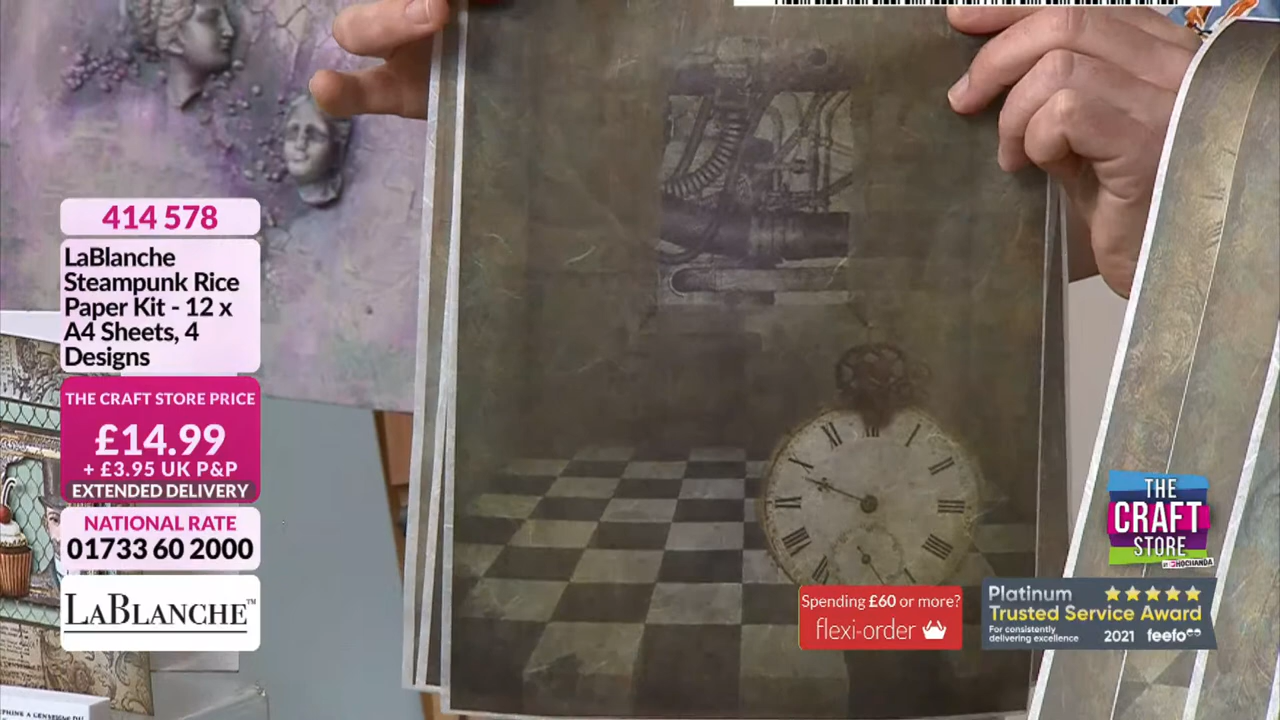 414 578
LaBlanche
Steampunk Rice
Paper Kit - 12 x
A4 Sheets, 4
Designs
THE CRAFT STORE PRICE
£14.99
+ £3.95 UK P&P
EXTENDED DELIVERY
NATIONAL RATE
01733 60 2000
LABLANCHE™
THE
CRAFT
STORE
HOCHANDA
Spending £60 or more?
flexi-order
Platinum
Trusted Service Award
For consistently
delivering excellence
2021 feefo